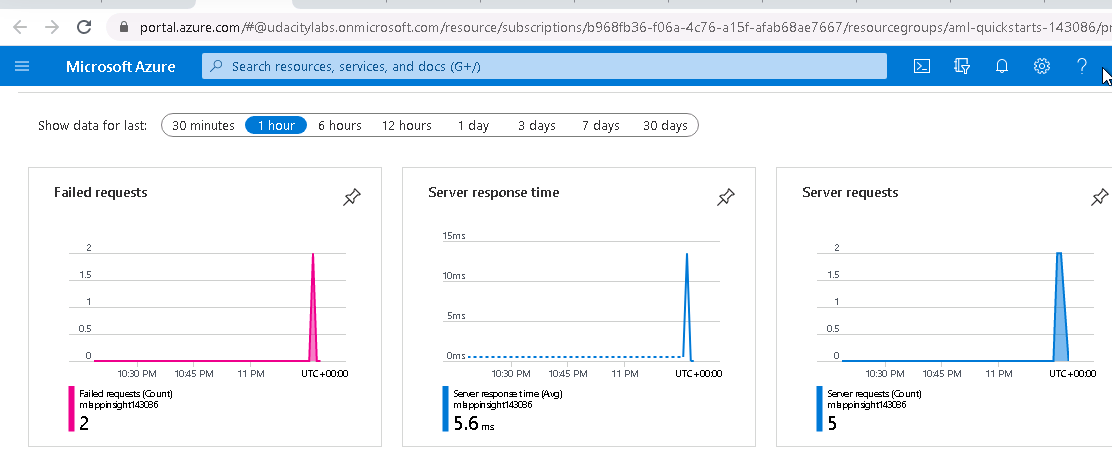 portal.azure.com/#@udacitylabs.onmicrosoft.com/resource/subscriptions/b968fb36-f06a-4c76-a15f-afab68ae7667/resourcegroups/aml-quickstarts-143086/pr
Microsoft Azure
Search resources, services, and docs (G+/)
Show data for last: 30 minutes 1 hour 6 hours 12 hours 1 day 3 days 7 days 30 days
Failed requests
2
1.5
1
0.5
0
10:30 PM 10:45 PM 11 PM UTC+00:00
Failed requests (Count)
mlappinsight143086
2
Server response time
15ms
10ms
5ms
0ms
10:30 PM 10:45 PM 11 PM UTC+00:00
Server response time (Avg)
mlappinsight143086
5.6 ms
Server requests
2
1.5
1
0.5
0
10:30 PM 10:45 PM 11 PM UTC+00:00
Server requests (Count)
mlappinsight143086
5